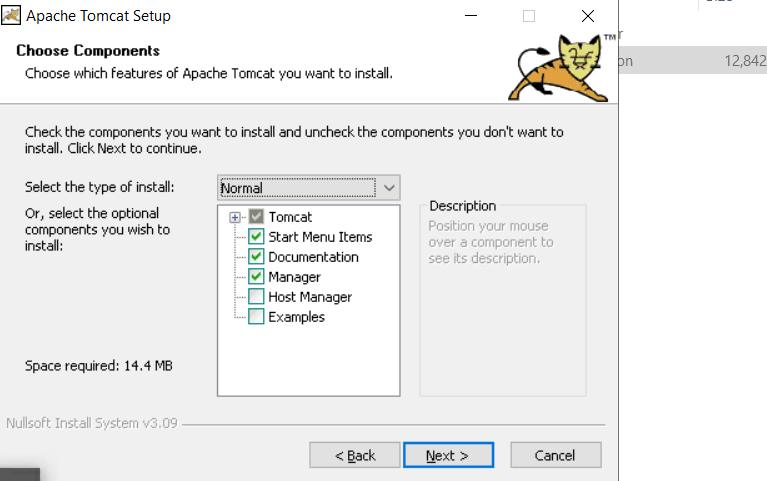 Apache Tomcat Setup
Choose Components
Choose which features of Apache Tomcat you want to install.
TM
on
12,842
Check the components you want to install and uncheck the components you don't want to
install. Click Next to continue.
Select the type of install:
Normal
Or, select the optional
components you wish to
install:
Tomcat
Start Menu Items
Documentation
Manager
Host Manager
Examples
Description
Position your mouse
over a component to
see its description.
Space required: 14.4 MB
Nullsoft Install System v3.09
< Back
Next >
Cancel